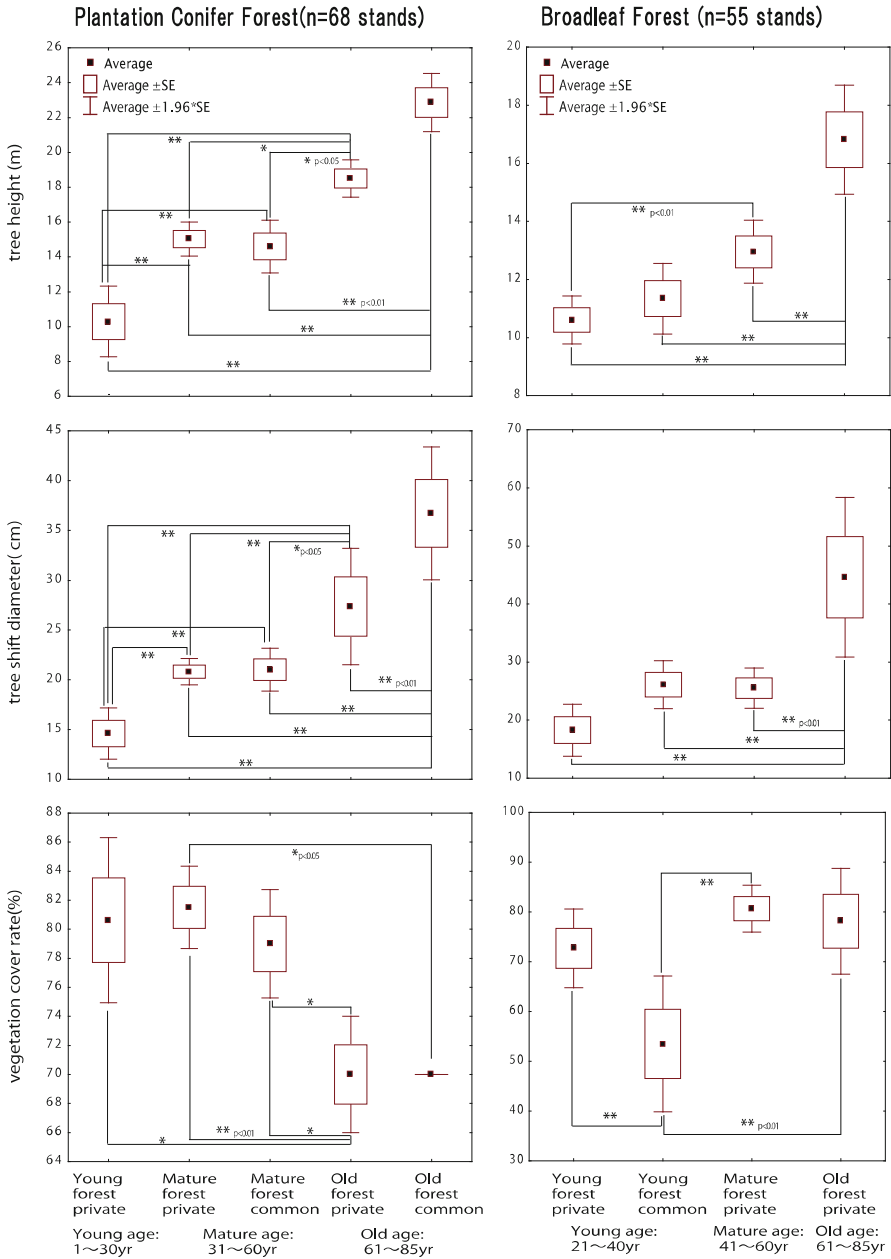 Plantation Conifer Forest(n=68 stands)
Broadleaf Forest (n=55 stands)
tree height (m)
26
24
22
20
18
16
14
12
10
8
6
Average
Average ±SE
Average ±1.96*SE
**
*
* p<0.05
**
**
** p<0.01
**
**
20
18
16
14
12
10
8
Average
Average ±SE
Average ±1.96*SE
** p<0.01
**
**
**
tree shift diameter( cm)
45
40
35
30
25
20
15
10
**
**
*p<0.05
**
**
** p<0.01
**
**
**
70
60
50
40
30
20
10
** p<0.01
**
**
vegetation cover rate(%)
88
86
84
82
80
78
76
74
72
70
68
66
64
*p<0.05
*
*
** p<0.01
*
100
90
80
70
60
50
40
30
**
**
** p<0.01
Young forest private
Mature forest private
Mature forest common
Old forest private
Old forest common
Young age: 1～30yr
Mature age: 31～60yr
Old age: 61～85yr
Young forest private
Young forest common
Mature forest private
Old forest private
Young age: 21～40yr
Mature age: 41～60yr
Old age: 61～85yr